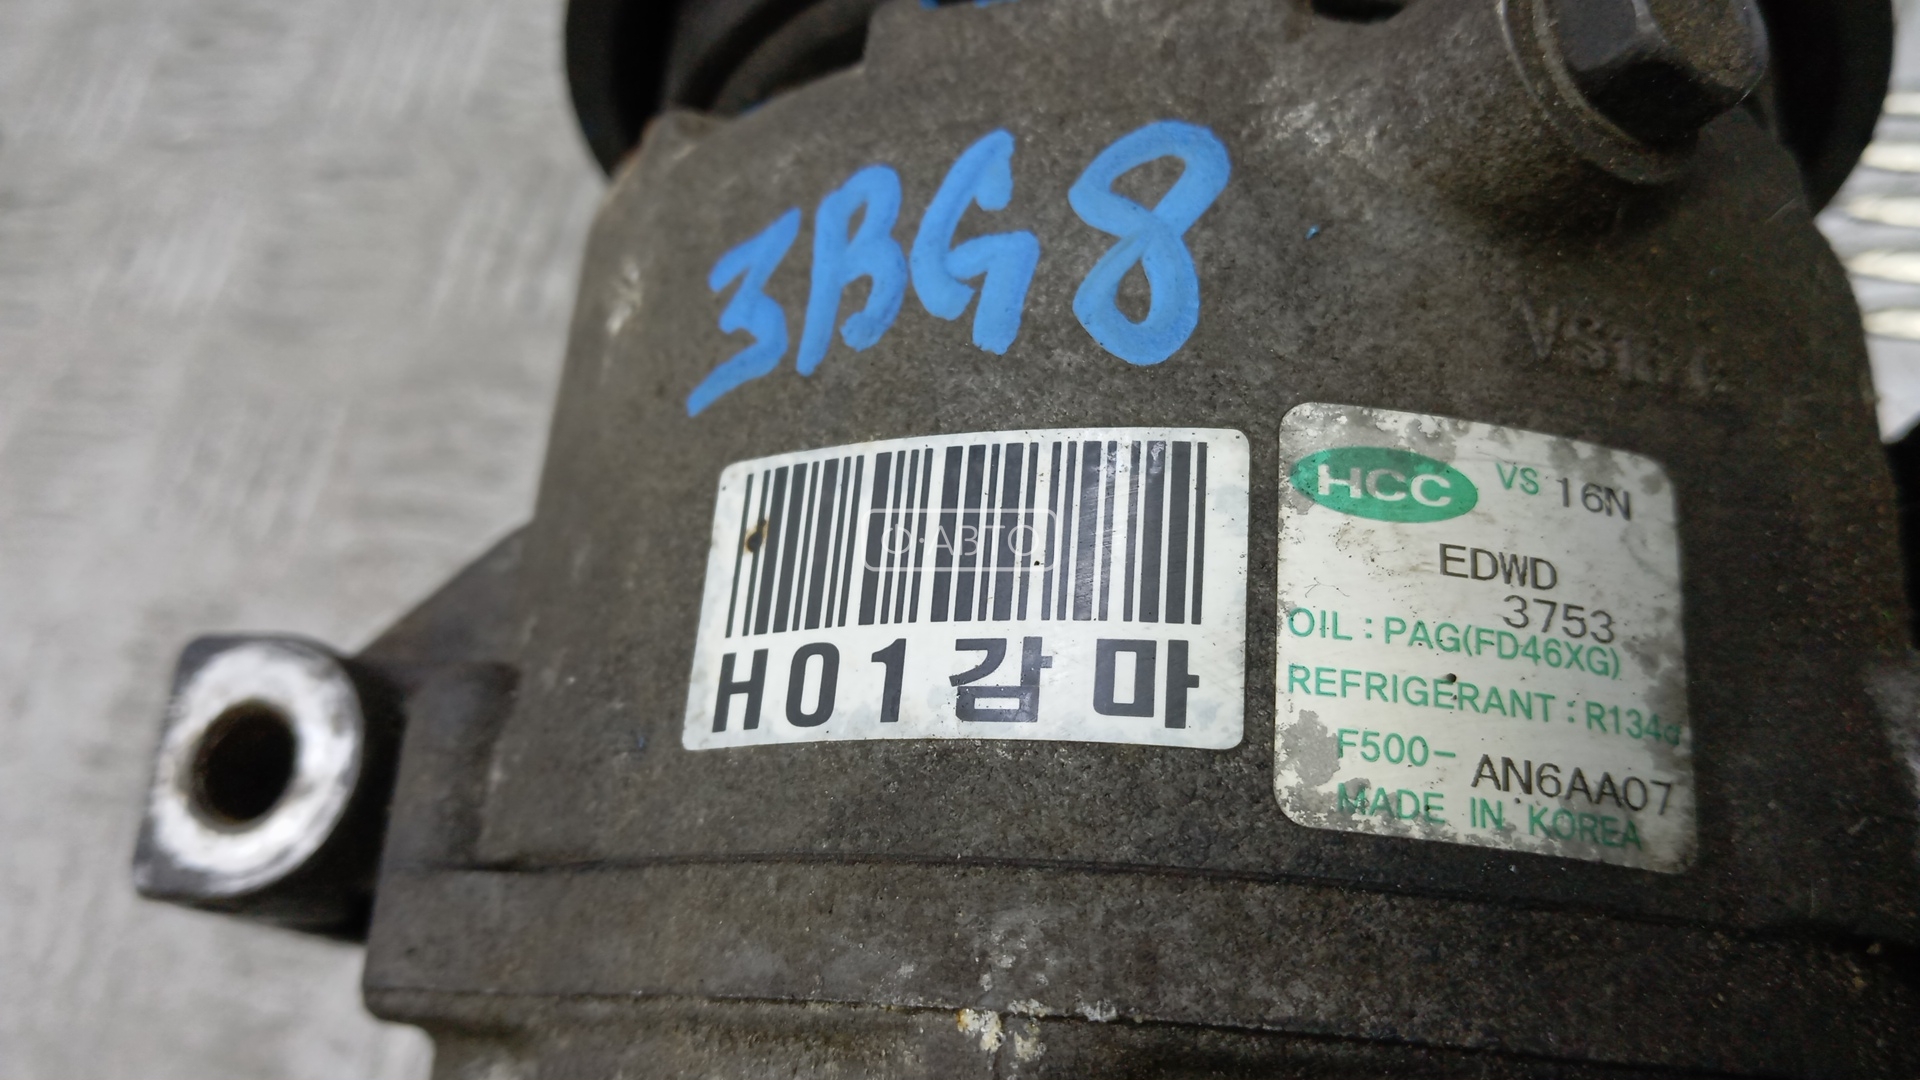 3BG8
H01감마
Ф·АВТО
HCC VS 16N
EDWD
3753
OIL : PAG(FD46XG)
REFRIGERANT : R134a
F500- AN6AA07
MADE IN KOREA